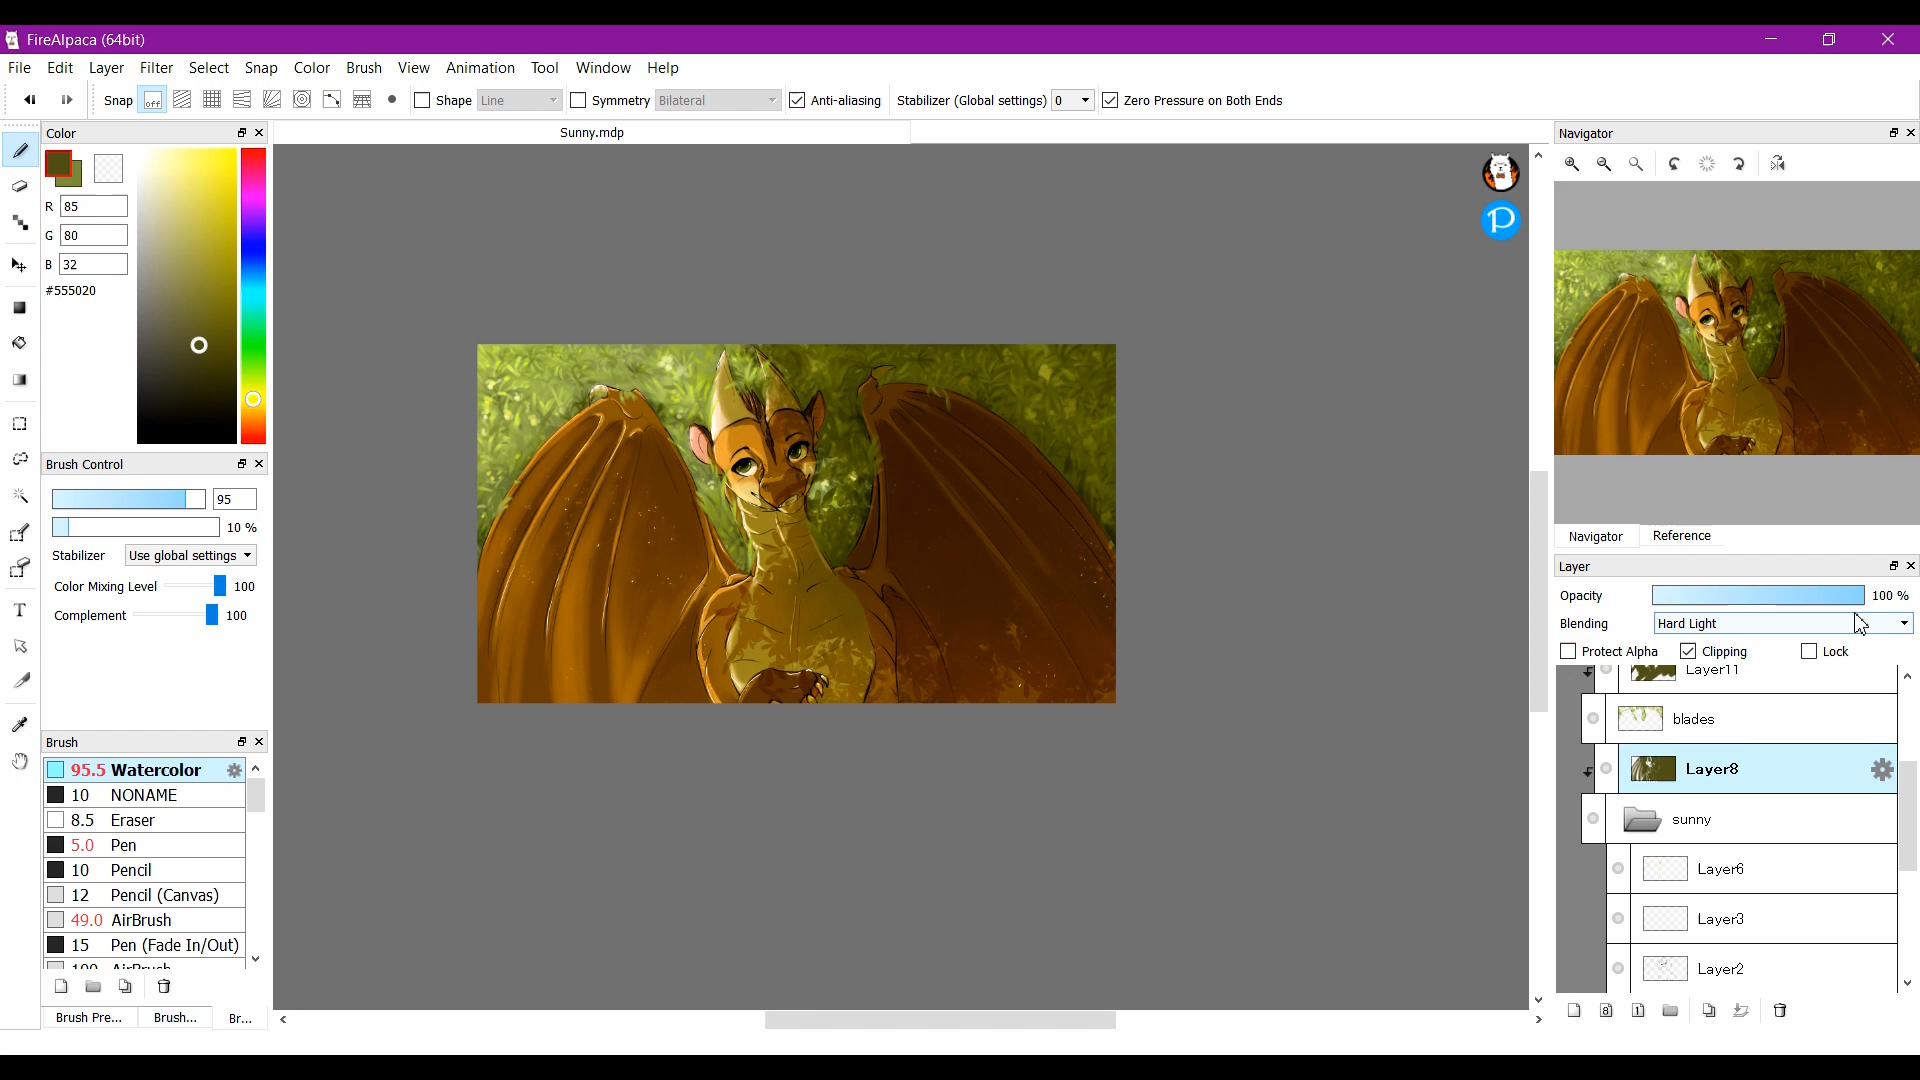 FireAlpaca (64bit)
File Edit Layer Filter Select Snap Color Brush View Animation Tool Window Help
Snap off Shape Line Symmetry Bilateral Anti-aliasing Stabilizer (Global settings) 0 Zero Pressure on Both Ends
Color
Sunny.mdp
Navigator
R 85
G 80
B 32
#555020
Brush Control
95
10 %
Stabilizer Use global settings
Color Mixing Level 100
Complement 100
Navigator Reference
Layer
Opacity 100 %
Blending Hard Light
Protect Alpha Clipping Lock
Layer11
blades
Layer8
sunny
Layer6
Layer3
Layer2
Brush
95.5 Watercolor
10 NONAME
8.5 Eraser
5.0 Pen
10 Pencil
12 Pencil (Canvas)
49.0 AirBrush
15 Pen (Fade In/Out)
100 AirBrush
Brush Pre... Brush... Br...
P
8 1